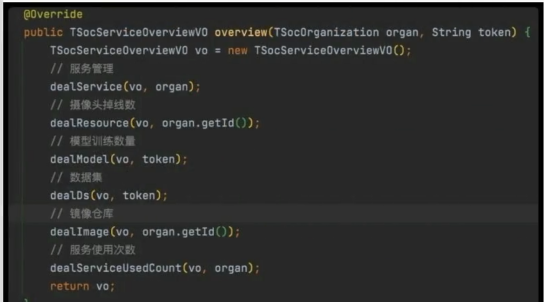 @Override
public TSocServiceOverviewVO overview(TSocOrganization organ, String token) {
TSocServiceOverviewVO vo = new TSocServiceOverviewVO();
// 服务管理
dealService(vo, organ);
// 摄像头掉线数
dealResource(vo, organ.getId());
// 模型训练数量
dealModel(vo, token);
// 数据集
dealDs(vo, token);
// 镜像仓库
dealImage(vo, organ.getId());
// 服务使用次数
dealServiceUsedCount(vo, organ);
return vo;
}